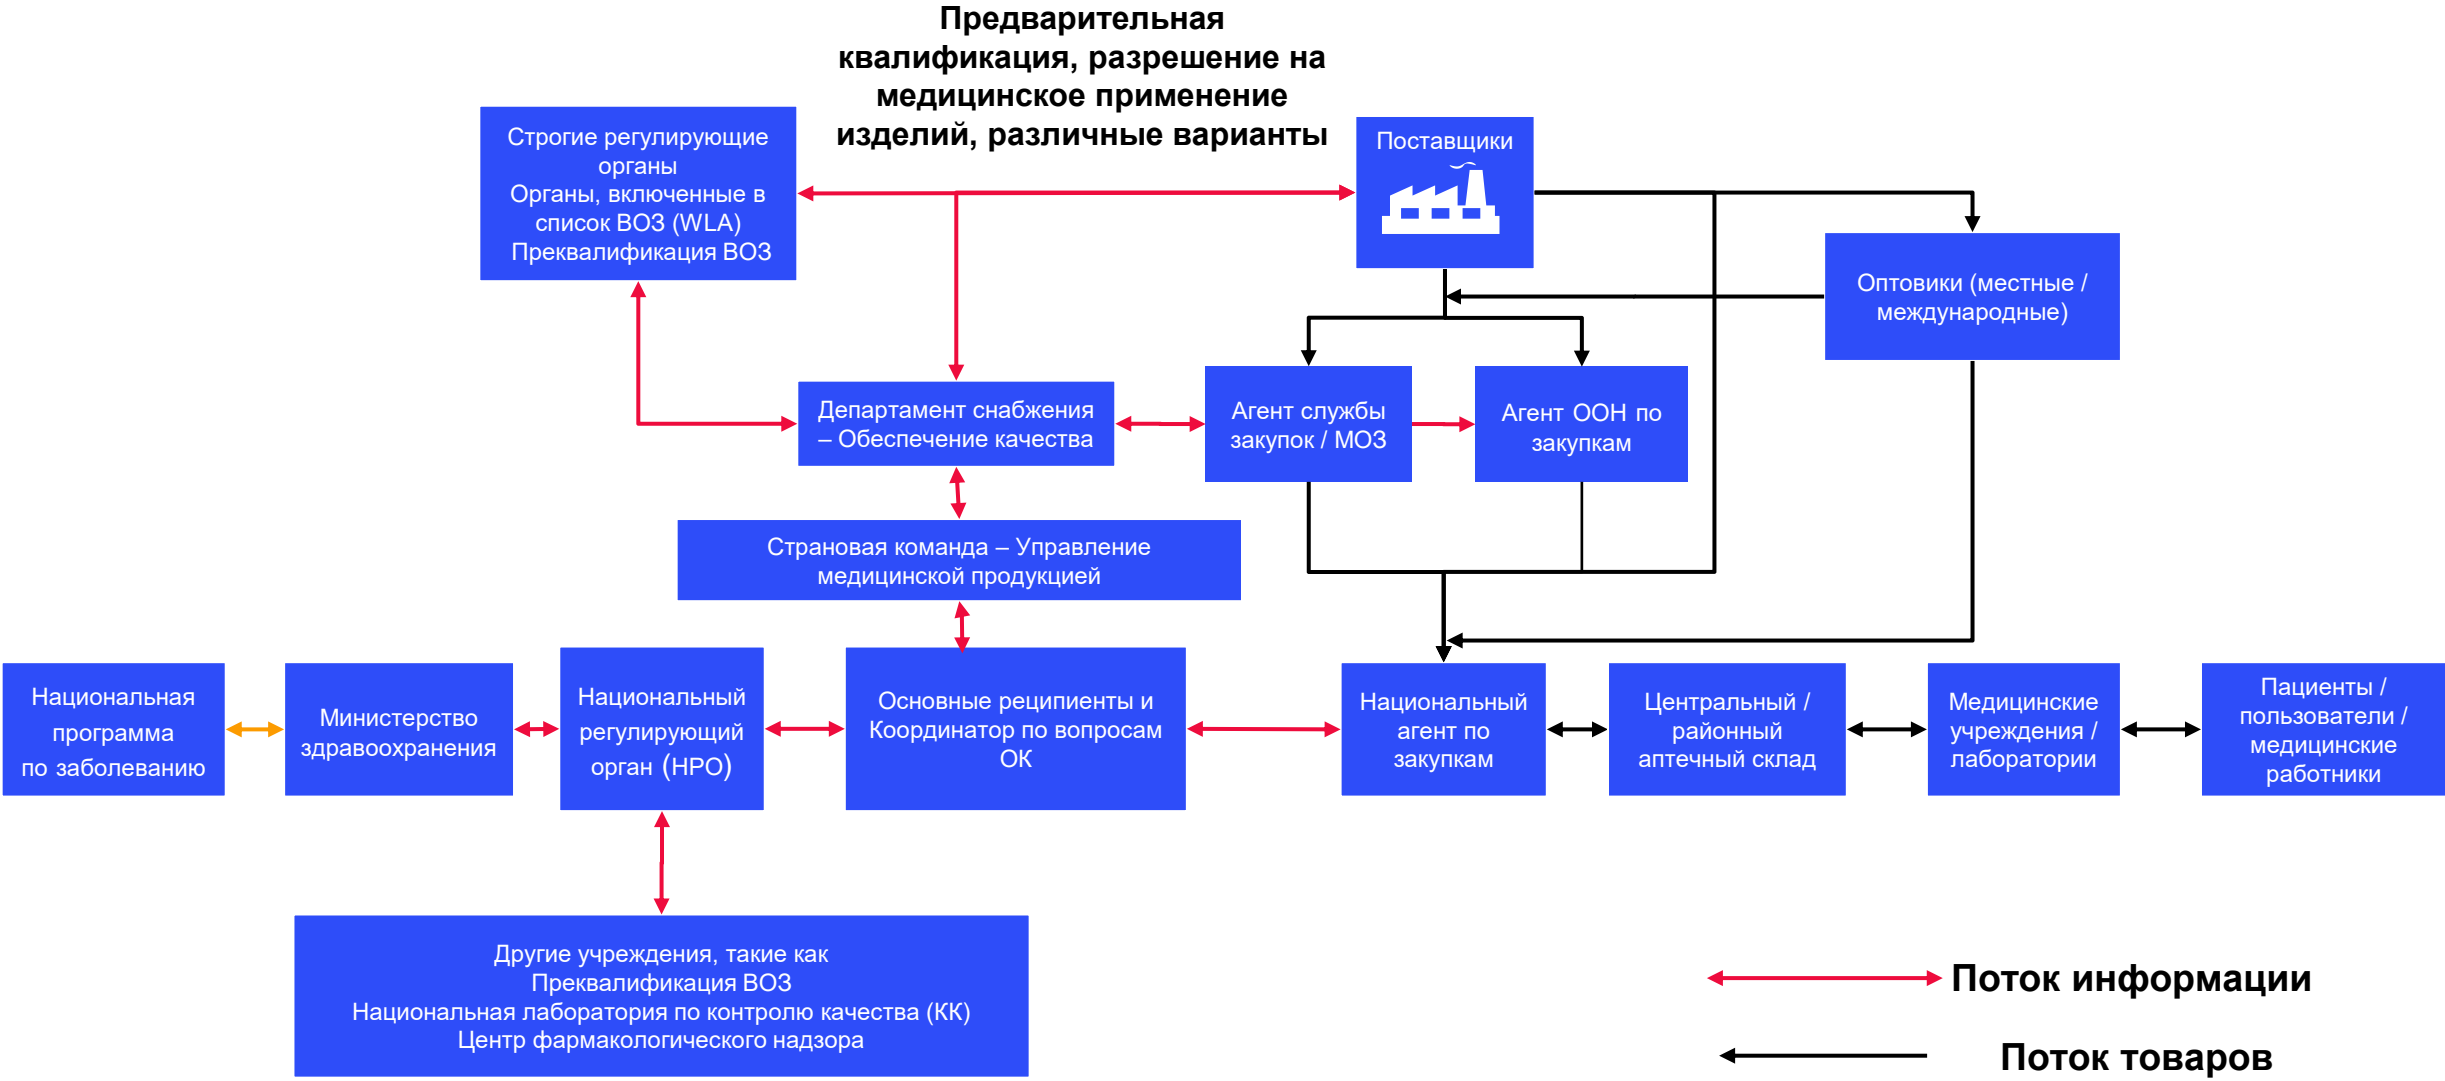 Предварительная
квалификация, разрешение на
медицинское применение
изделий, различные варианты
Строгие регулирующие
органы
Органы, включенные в
список ВОЗ (WLA)
Преквалификация ВОЗ
Поставщики
Оптовики (местные /
международные)
Департамент снабжения
– Обеспечение качества
Агент службы
закупок / МОЗ
Агент ООН по
закупкам
Страновая команда – Управление
медицинской продукцией
Национальная
программа
по заболеванию
Министерство
здравоохранения
Национальный
регулирующий
орган (НРО)
Основные реципиенты и
Координатор по вопросам
ОК
Национальный
агент по
закупкам
Центральный /
районный
аптечный склад
Медицинские
учреждения /
лаборатории
Пациенты /
пользователи /
медицинские
работники
Другие учреждения, такие как
Преквалификация ВОЗ
Национальная лаборатория по контролю качества (КК)
Центр фармакологического надзора
Поток информации
Поток товаров